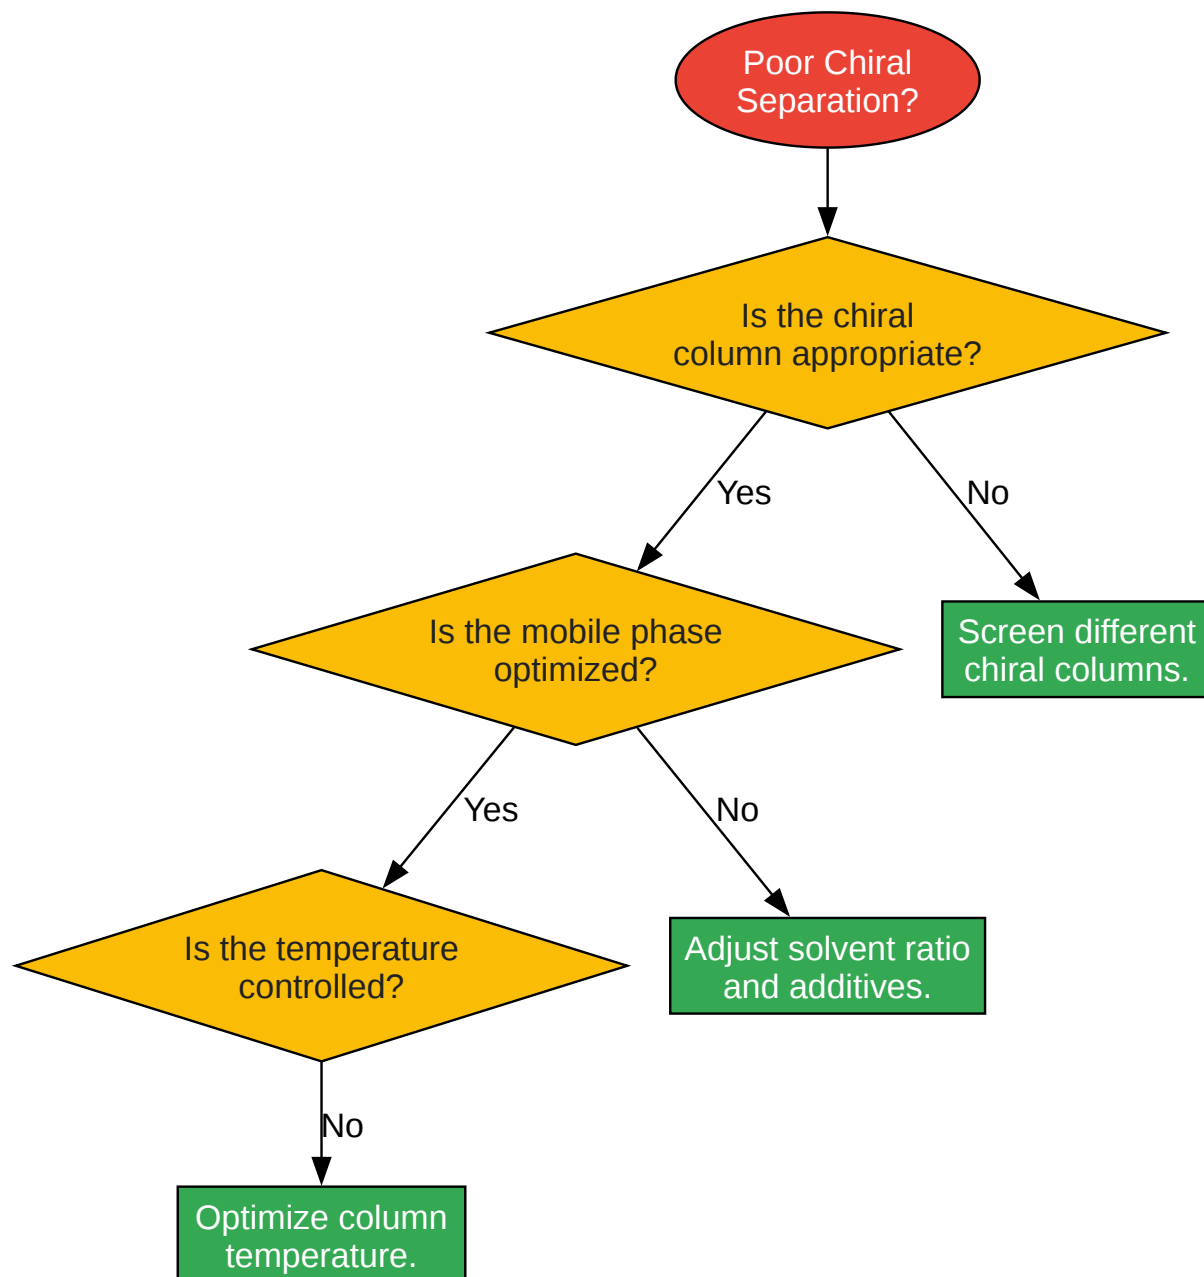 Poor Chiral
Separation?
Is the chiral
column appropriate?
Yes
No
Is the mobile phase
optimized?
Screen different
chiral columns.
Yes
No
Is the temperature
controlled?
Adjust solvent ratio
and additives.
No
Optimize column
temperature.